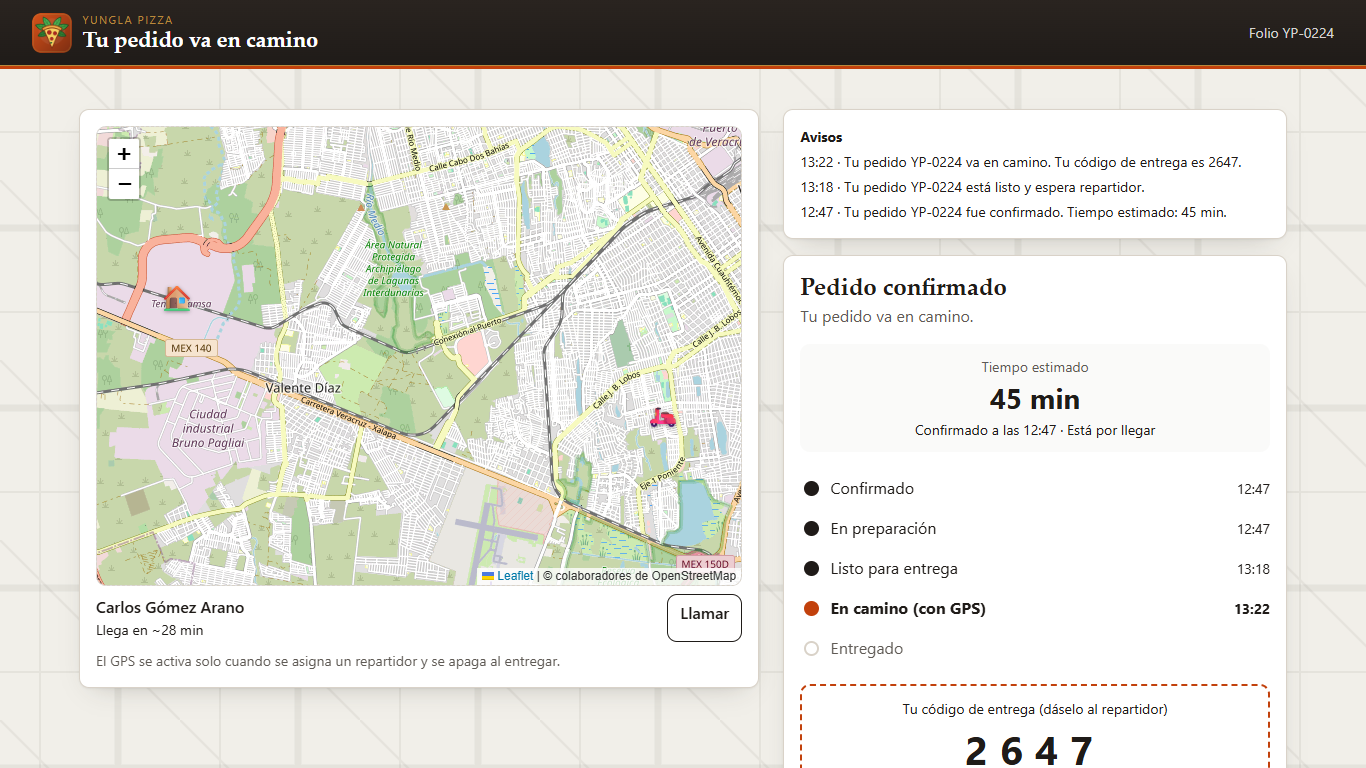 YUNGLA PIZZA
Tu pedido va en camino
Folio YP-0224
+
−
Calle Cabo Dos Bahías
Río Medio
Área Natural
Protegida
Archipiélago
de Lagunas
Interdunarias
MEX 140
Valente Díaz
Carretera Veracruz - Xalapa
Ciudad
industrial
Bruno Pagliai
Conexión al Puerto
Calle J. B. Lobos
Calle J. B. Lobos
Eje 1 Poniente
MEX 150D
Leaflet | © colaboradores de OpenStreetMap
Carlos Gómez Arano
Llega en ~28 min
Llamar
El GPS se activa solo cuando se asigna un repartidor y se apaga al entregar.
Avisos
13:22 · Tu pedido YP-0224 va en camino. Tu código de entrega es 2647.
13:18 · Tu pedido YP-0224 está listo y espera repartidor.
12:47 · Tu pedido YP-0224 fue confirmado. Tiempo estimado: 45 min.
Pedido confirmado
Tu pedido va en camino.
Tiempo estimado
45 min
Confirmado a las 12:47 · Está por llegar
Confirmado 12:47
En preparación 12:47
Listo para entrega 13:18
En camino (con GPS) 13:22
Entregado
Tu código de entrega (dáselo al repartidor)
2647